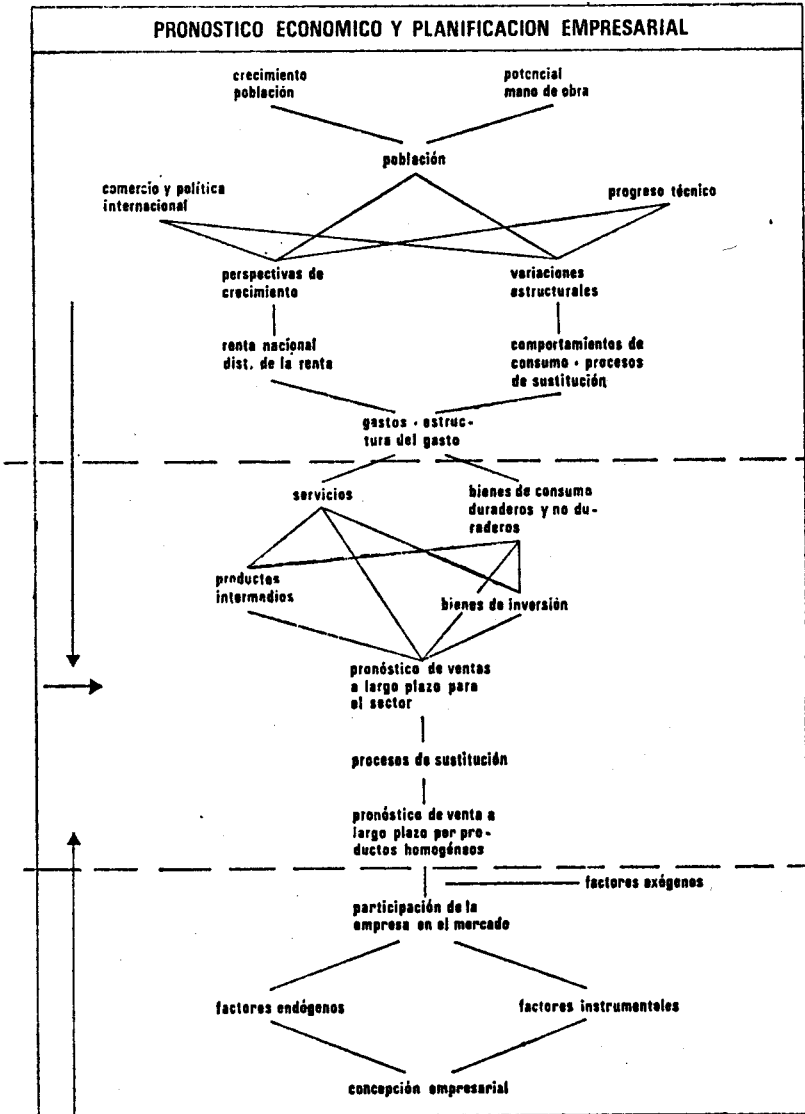 PRONOSTICO ECONOMICO Y PLANIFICACION EMPRESARIAL
crecimiento
población
potencial
mano de obra
población
comercio y política
internacional
progreso técnico
perspectivas de
crecimiento
variaciones
estructurales
renta nacional
dist. de la renta
comportamientos de
consumo - procesos
de sustitución
gastos - estruc-
tura del gasto
servicios
bienes de consumo
duraderos y no du-
raderos
productos
intermedios
bienes de inversión
pronóstico de ventas
a largo plazo para
el sector
procesos de sustitución
pronóstico de venta a
largo plazo por pro-
ductos homogéneos
factores exógenos
participación de la
empresa en el mercado
factores endógenos
factores instrumentales
concepción empresarial